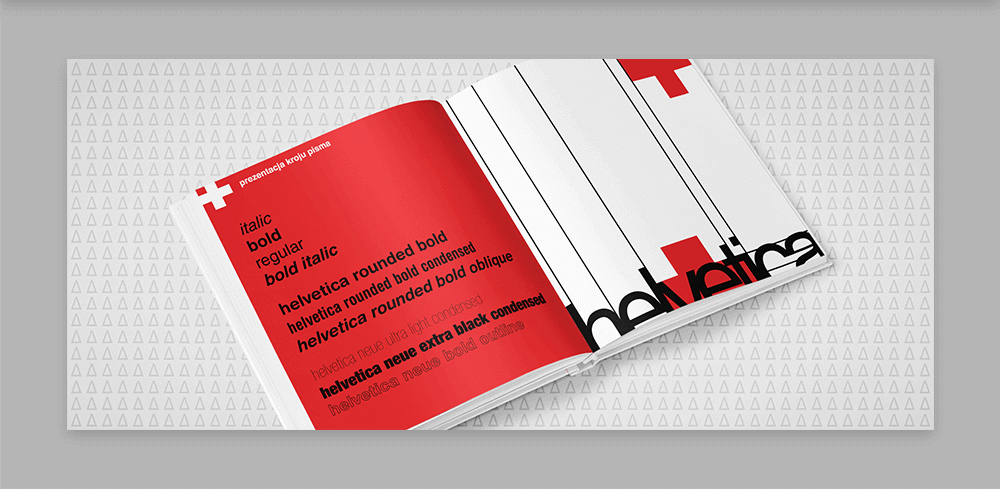 prezentacja kroju pisma
italic
bold
regular
bold italic
helvetica rounded bold
helvetica rounded bold condensed
helvetica rounded bold oblique
helvetica neue ultra light condensed
helvetica neue extra black condensed
helvetica neue bold outline
helvetica